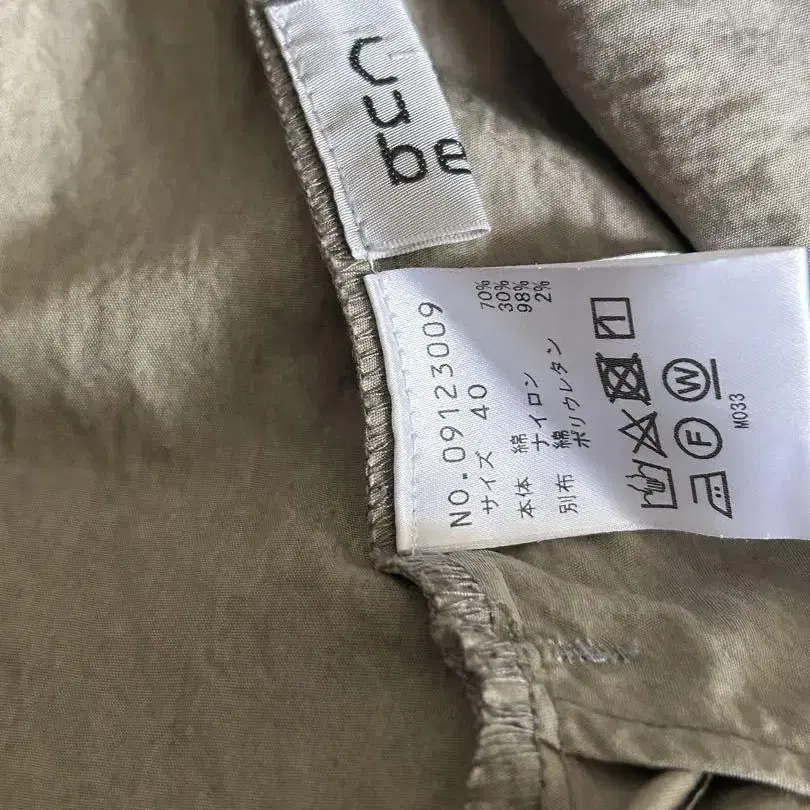 NO.09123009
サイズ 40
本体 綿 70%
ナイロン 30%
別布 綿 98%
ポリウレタン 2%
F W
M033